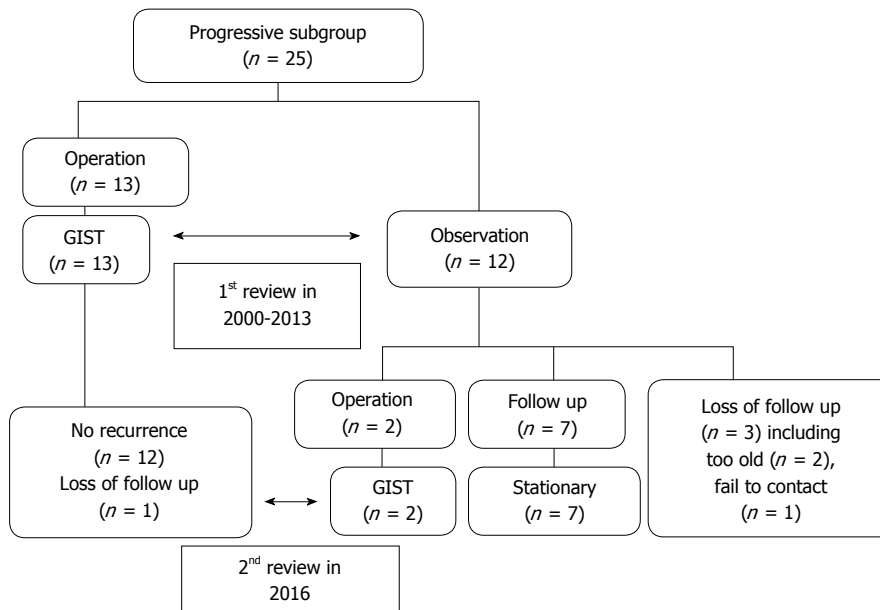 Progressive subgroup
(n = 25)
Operation
(n = 13)
GIST
(n = 13)
Observation
(n = 12)
1st review in
2000-2013
Operation
(n = 2)
Follow up
(n = 7)
Loss of follow up
(n = 3) including
too old (n = 2),
fail to contact
(n = 1)
No recurrence
(n = 12)
Loss of follow up
(n = 1)
GIST
(n = 2)
Stationary
(n = 7)
2nd review in
2016